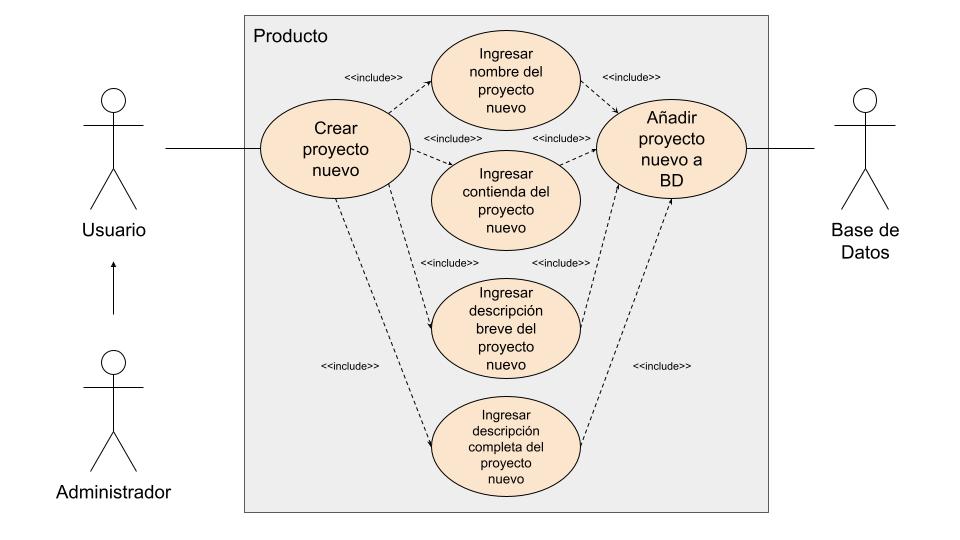 Producto
Ingresar
nombre del
proyecto
nuevo
<<include>>
<<include>>
Crear
proyecto
nuevo
<<include>>
<<include>>
Añadir
proyecto
nuevo a
BD
Ingresar
contienda del
proyecto
nuevo
Usuario
Base de
Datos
<<include>>
<<include>>
Ingresar
descripción
breve del
proyecto
nuevo
<<include>>
<<include>>
Ingresar
descripción
completa del
proyecto
nuevo
Administrador